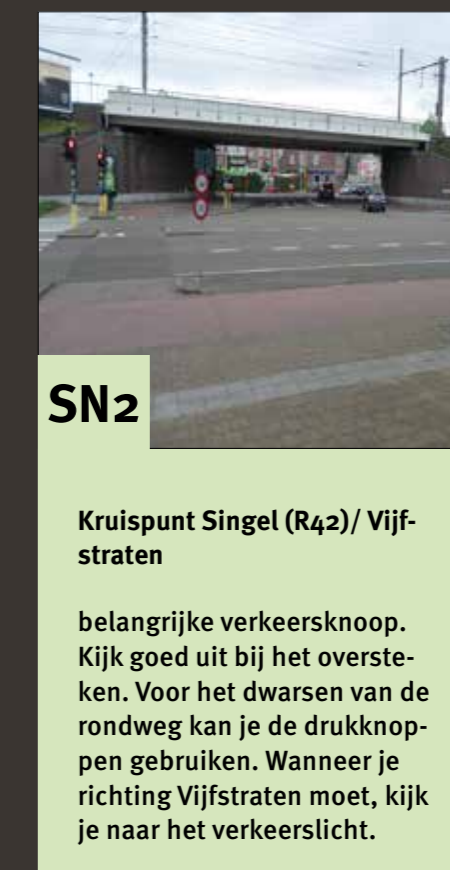 SN2
Kruispunt Singel (R42)/ Vijf-
straten
belangrijke verkeersknoop.
Kijk goed uit bij het overste-
ken. Voor het dwarsen van de
rondweg kan je de drukknop-
pen gebruiken. Wanneer je
richting Vijfstraten moet, kijk
je naar het verkeerslicht.